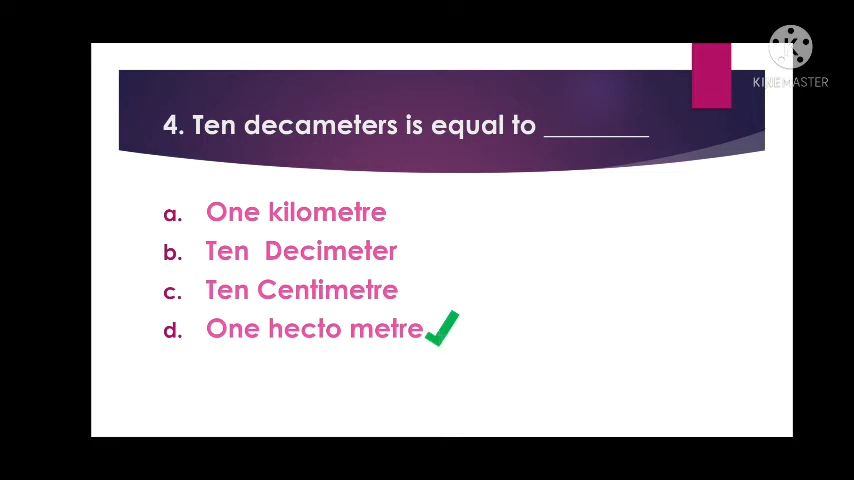 KINEMASTER
4. Ten decameters is equal to ________
a. One kilometre
b. Ten Decimeter
c. Ten Centimetre
d. One hecto metre